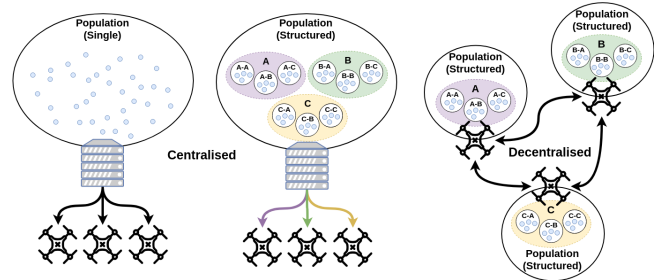 Population
(Single)
Population
(Structured)
A
A-A
A-B
A-C
B
B-A
B-B
B-C
C
C-A
C-B
C-C
Centralised
Population
(Structured)
A
A-A
A-B
A-C
Population
(Structured)
B
B-A
B-B
B-C
Decentralised
C
C-A
C-B
C-C
Population
(Structured)